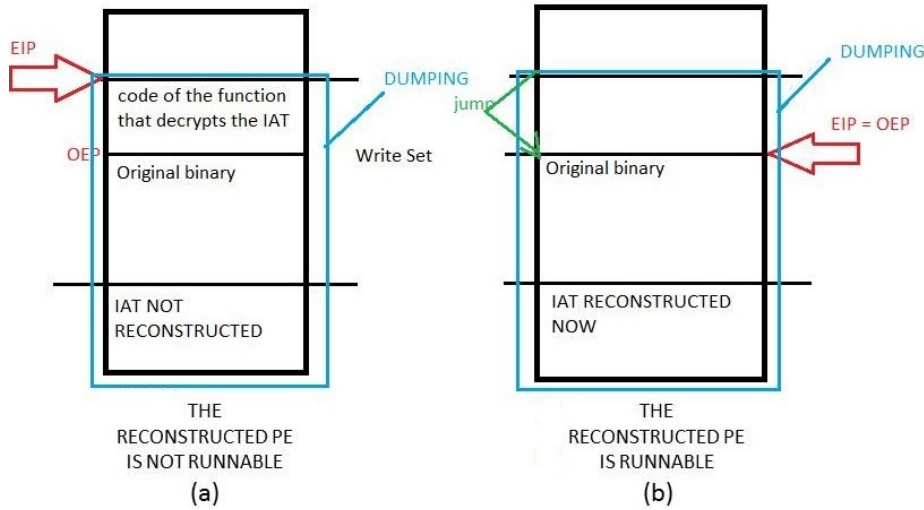 EIP
DUMPING
code of the function
that decrypts the IAT
OEP
Write Set
Original binary
IAT NOT
RECONSTRUCTED
THE
RECONSTRUCTED PE
IS NOT RUNNABLE
(a)
DUMPING
jump
EIP = OEP
Original binary
IAT RECONSTRUCTED
NOW
THE
RECONSTRUCTED PE
IS RUNNABLE
(b)